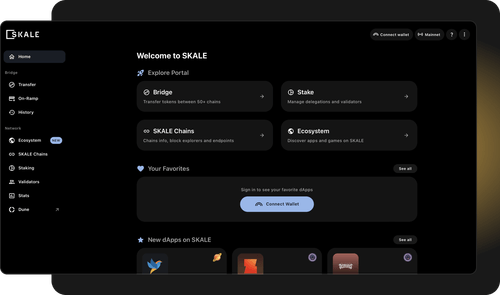 SKALE
Connect wallet
Mainnet
?
Home
Bridge
Transfer
On-Ramp
History
Network
Ecosystem NEW
SKALE Chains
Staking
Validators
Stats
Dune
Welcome to SKALE
Explore Portal
Bridge
Transfer tokens between 50+ chains
Stake
Manage delegations and validators
SKALE Chains
Chains info, block explorers and endpoints
Ecosystem
Discover apps and games on SKALE
Your Favorites
See all
Sign in to see your favorite dApps
Connect Wallet
New dApps on SKALE
See all